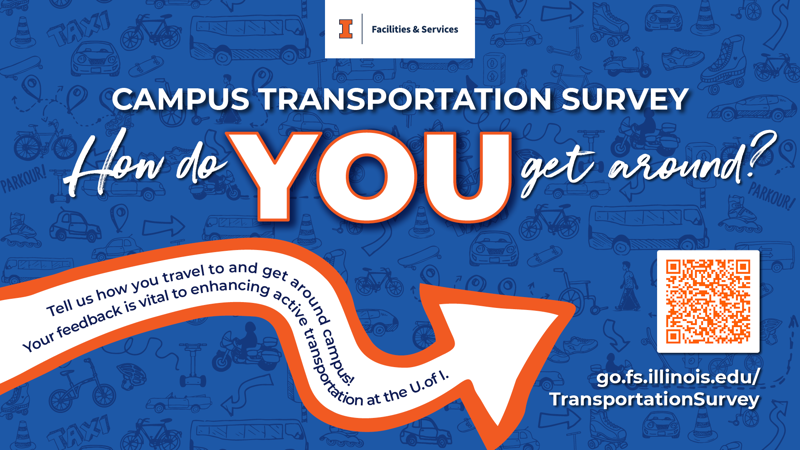 Facilities & Services
CAMPUS TRANSPORTATION SURVEY
How do YOU get around?
Tell us how you travel to and get around campus!
Your feedback is vital to enhancing active transportation at the U.of I.
go.fs.illinois.edu/
TransportationSurvey
TAXI
PARKOUR!
PARKOUR!
TAXI
TAXI